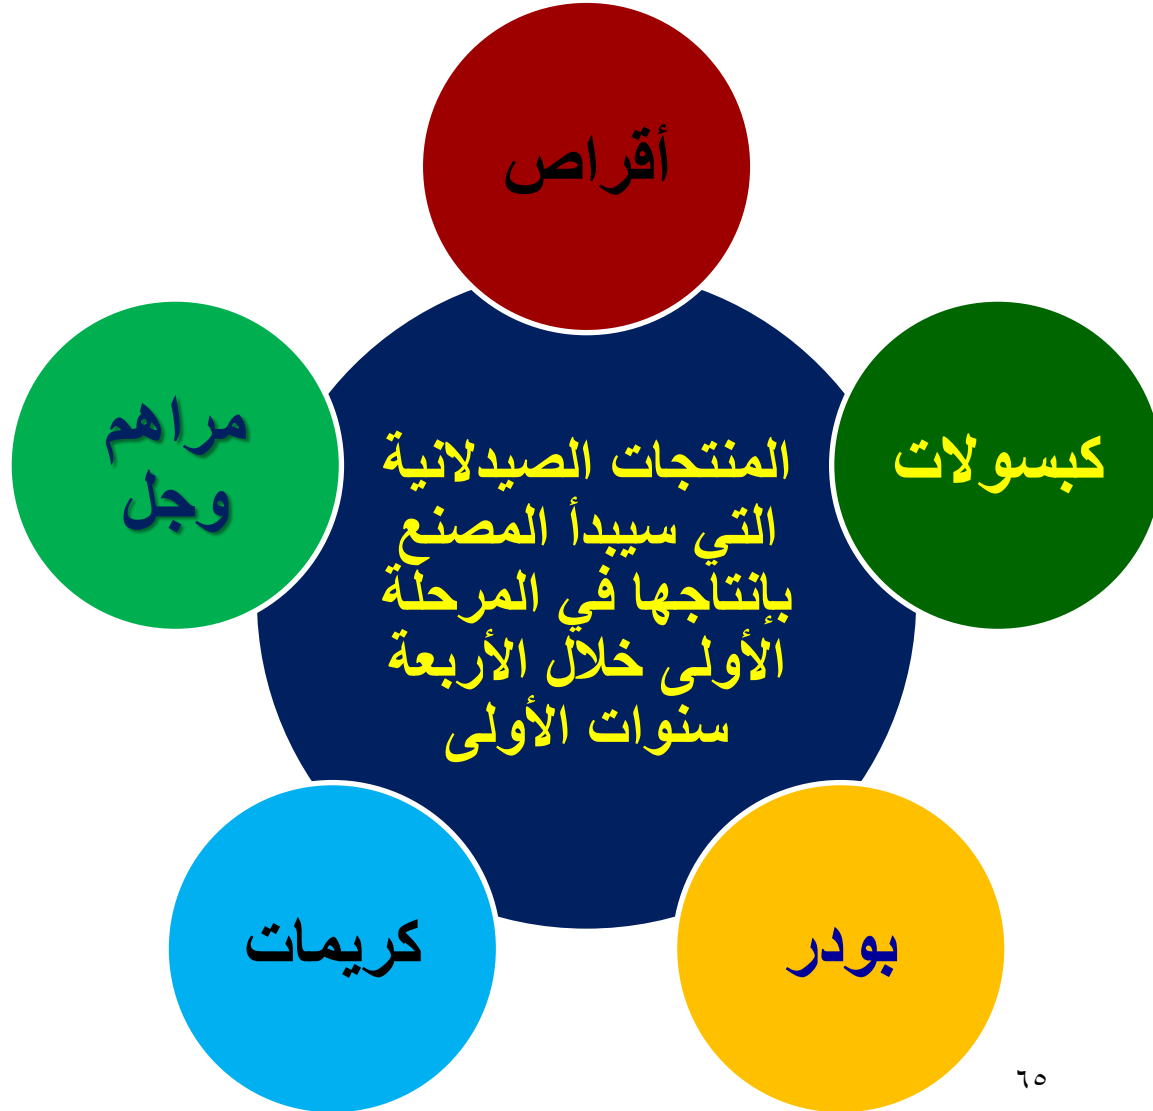 أقراص
كبسولات
بودر
كريمات
مراهم
وجل
المنتجات الصيدلانية
التي سيبدأ المصنع
بإنتاجها في المرحلة
الأولى خلال الأربعة
سنوات الأولى
٦٥